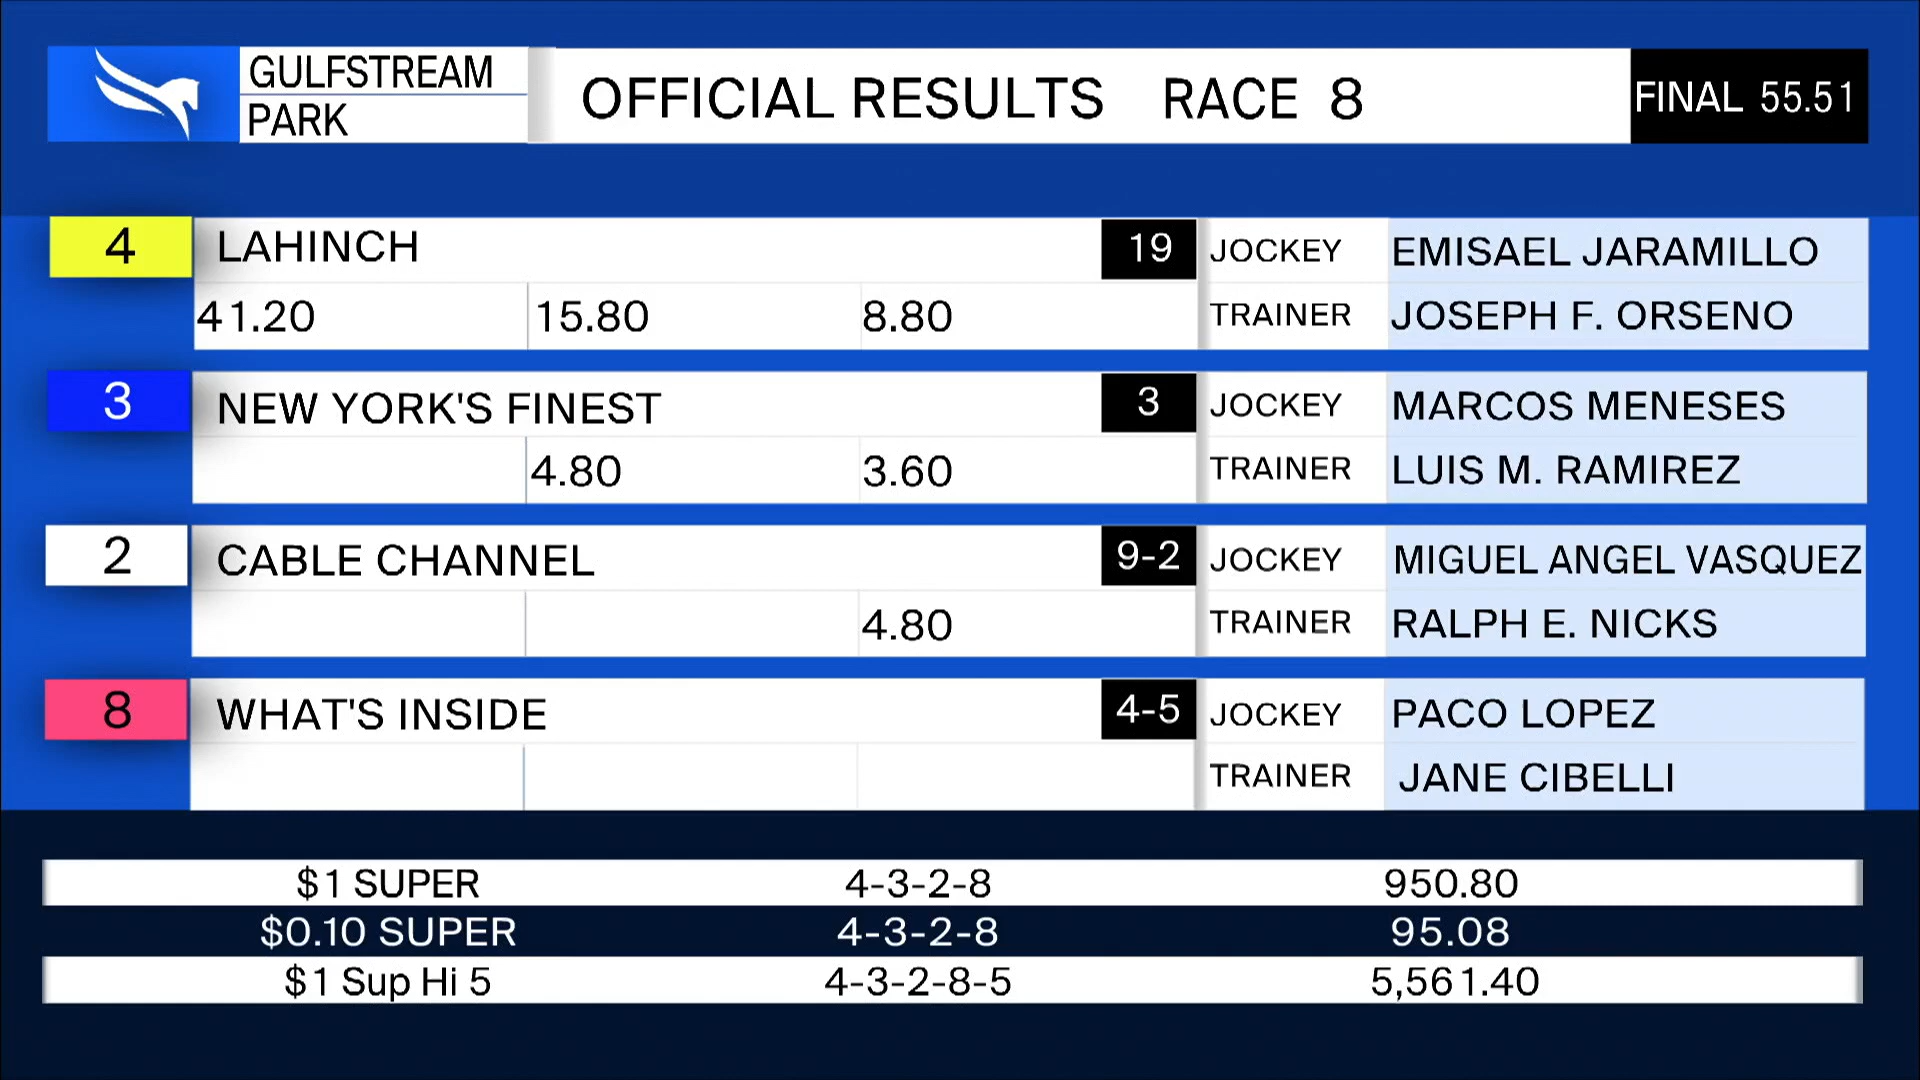 GULFSTREAM
PARK
OFFICIAL RESULTS RACE 8
FINAL 55.51
4 LAHINCH 19 JOCKEY EMISAEL JARAMILLO
41.20 15.80 8.80 TRAINER JOSEPH F. ORSENO
3 NEW YORK'S FINEST 3 JOCKEY MARCOS MENESES
4.80 3.60 TRAINER LUIS M. RAMIREZ
2 CABLE CHANNEL 9-2 JOCKEY MIGUEL ANGEL VASQUEZ
4.80 TRAINER RALPH E. NICKS
8 WHAT'S INSIDE 4-5 JOCKEY PACO LOPEZ
TRAINER JANE CIBELLI
$1 SUPER 4-3-2-8 950.80
$0.10 SUPER 4-3-2-8 95.08
$1 Sup Hi 5 4-3-2-8-5 5,561.40